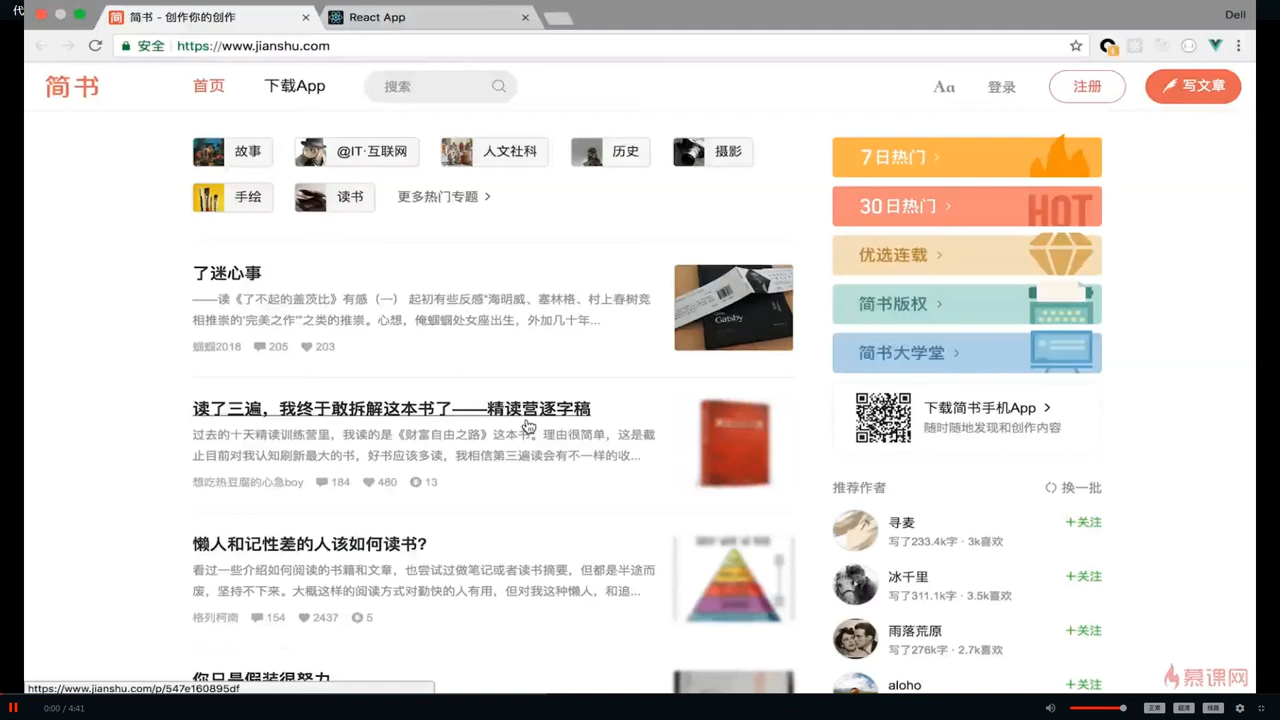 代
简书 - 创作你的创作
React App
Dell
安全 https://www.jianshu.com
简书
首页
下载App
搜索
Aa
登录
注册
写文章
故事
@IT·互联网
人文社科
历史
摄影
手绘
读书
更多热门专题 >
了迷心事
——读《了不起的盖茨比》有感（一） 起初有些反感“海明威、塞林格、村上春树竞
相推崇的‘完美之作’”之类的推崇。心想，俺蝈蝈处女座出生，外加几十年...
蝈蝈2018 205 203
Gatsby
读了三遍，我终于敢拆解这本书了——精读营逐字稿
过去的十天精读训练营里，我读的是《财富自由之路》这本书。理由很简单，这是截
止目前对我认知刷新最大的书，好书应该多读，我相信第三遍读会有不一样的收...
想吃热豆腐的心急boy 184 480 13
懒人和记性差的人该如何读书?
看过一些介绍如何阅读的书籍和文章，也尝试过做笔记或者读书摘要，但都是半途而
废，坚持不下来。大概这样的阅读方式对勤快的人有用，但对我这种懒人，和追...
格列柯南 154 2437 5
你只是假装很努力
7日热门 >
30日热门 >
HOT
优选连载 >
简书版权 >
简书大学堂 >
下载简书手机App >
随时随地发现和创作内容
推荐作者
换一批
寻麦
+关注
写了233.4k字 · 3k喜欢
冰千里
+关注
写了311.1k字 · 3.5k喜欢
雨落荒原
+关注
写了276k字 · 2.7k喜欢
aloho
+关注
慕课网
https://www.jianshu.com/p/547e160895df
0:00 / 4:41
正常
超清
线路